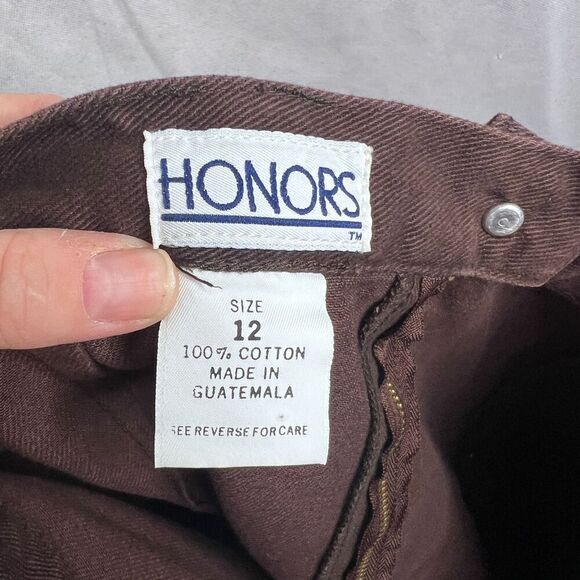 HONORS
TM
SIZE
12
100% COTTON
MADE IN
GUATEMALA
SEE REVERSE FOR CARE